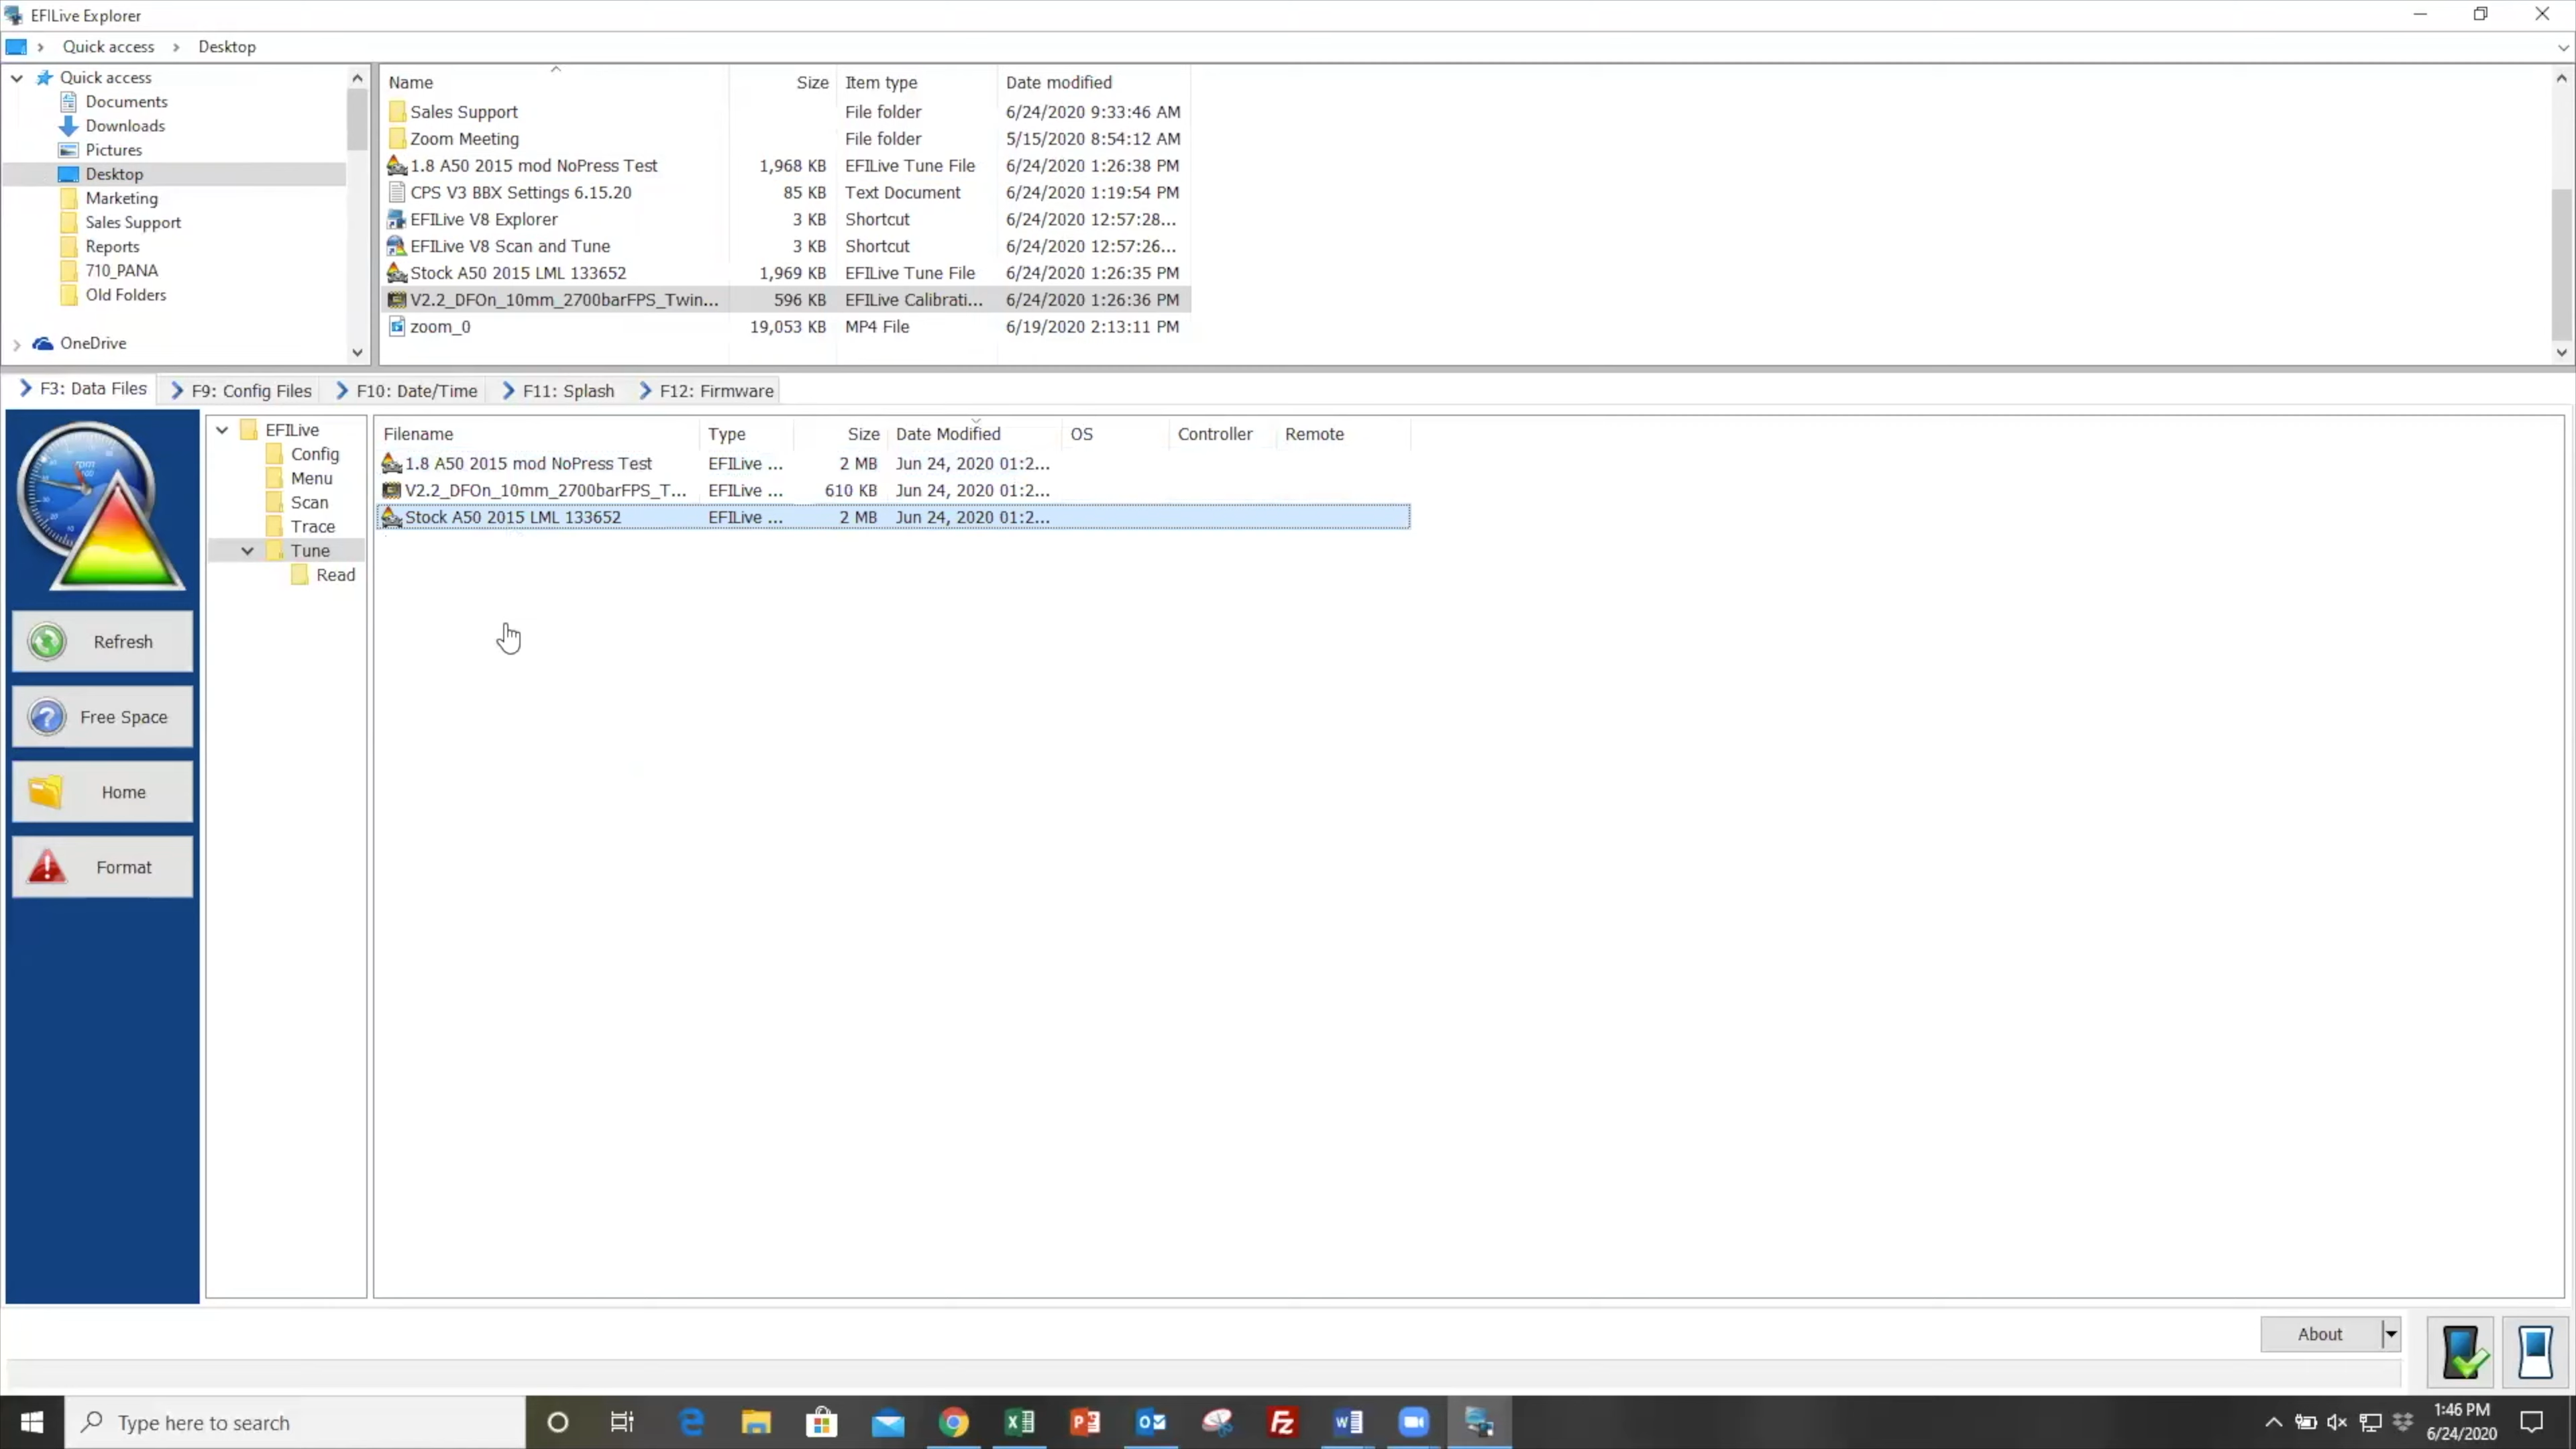 EFILive Explorer
Quick access > Desktop
Quick access
Documents
Downloads
Pictures
Desktop
Marketing
Sales Support
Reports
710_PANA
Old Folders
OneDrive
Name Size Item type Date modified
Sales Support File folder 6/24/2020 9:33:46 AM
Zoom Meeting File folder 5/15/2020 8:54:12 AM
1.8 A50 2015 mod NoPress Test 1,968 KB EFILive Tune File 6/24/2020 1:26:38 PM
CPS V3 BBX Settings 6.15.20 85 KB Text Document 6/24/2020 1:19:54 PM
EFILive V8 Explorer 3 KB Shortcut 6/24/2020 12:57:28...
EFILive V8 Scan and Tune 3 KB Shortcut 6/24/2020 12:57:26...
Stock A50 2015 LML 133652 1,969 KB EFILive Tune File 6/24/2020 1:26:35 PM
V2.2_DFOn_10mm_2700barFPS_Twin... 596 KB EFILive Calibrati... 6/24/2020 1:26:36 PM
zoom_0 19,053 KB MP4 File 6/19/2020 2:13:11 PM
F3: Data Files F9: Config Files F10: Date/Time F11: Splash F12: Firmware
rpm
Refresh
Free Space
Home
Format
EFILive
Config
Menu
Scan
Trace
Tune
Read
Filename Type Size Date Modified OS Controller Remote
1.8 A50 2015 mod NoPress Test EFILive ... 2 MB Jun 24, 2020 01:2...
V2.2_DFOn_10mm_2700barFPS_T... EFILive ... 610 KB Jun 24, 2020 01:2...
Stock A50 2015 LML 133652 EFILive ... 2 MB Jun 24, 2020 01:2...
About
Type here to search
1:46 PM
6/24/2020